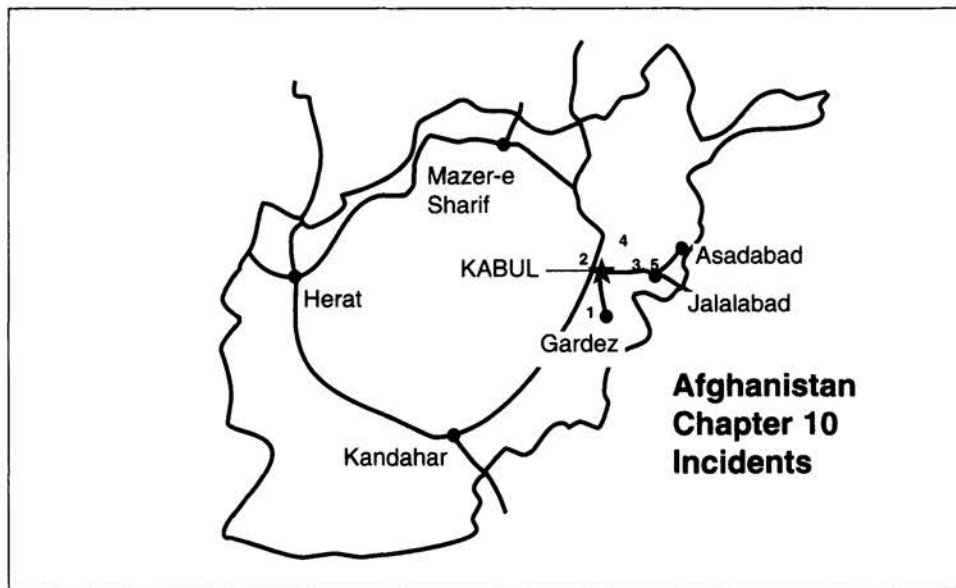 Mazer-e
Sharif
4
Asadabad
2
KABUL
3
5
Jalalabad
Herat
1
Gardez
Afghanistan
Chapter 10
Incidents
Kandahar